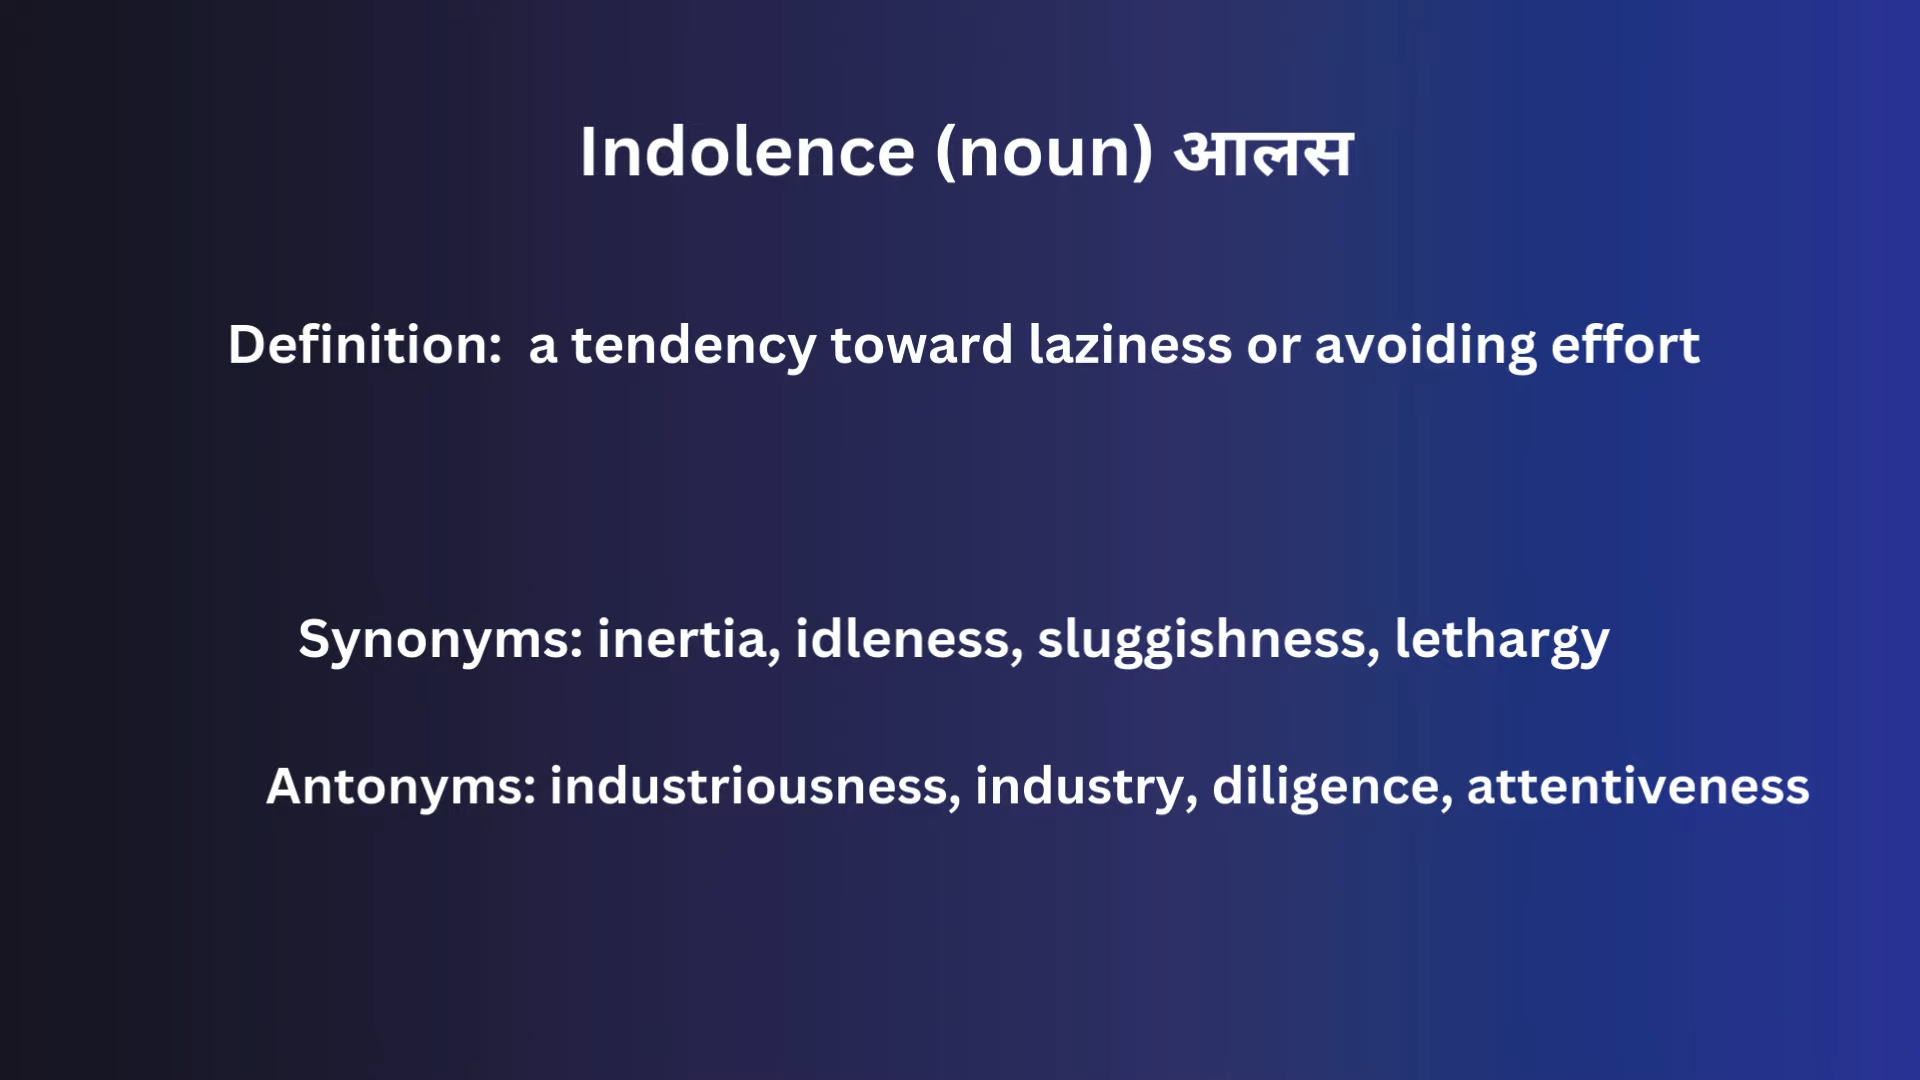 Indolence (noun) आलस
Definition: a tendency toward laziness or avoiding effort
Synonyms: inertia, idleness, sluggishness, lethargy
Antonyms: industriousness, industry, diligence, attentiveness